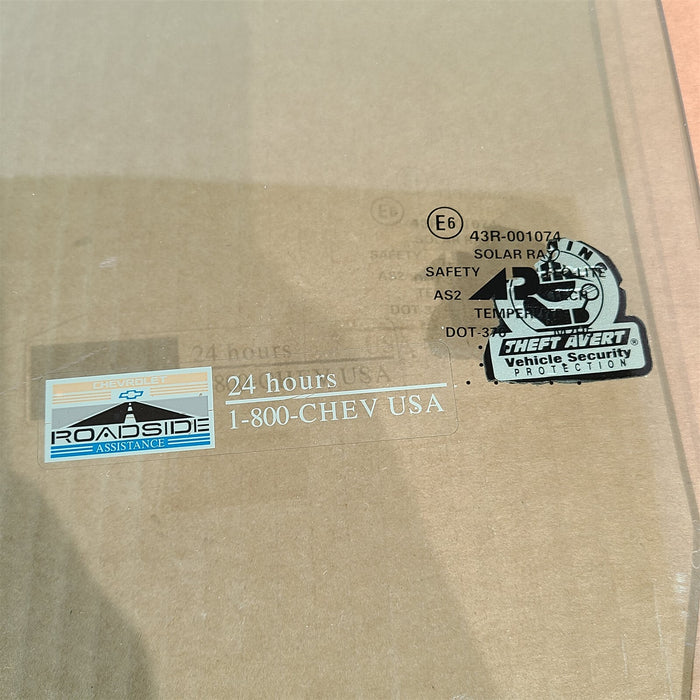 E6
43R-001074
SOLAR RAY
SAFETY
AS2
TEMPERED
DOT-376
THEFT AVERT®
Vehicle Security
PROTECTION
CHEVROLET
ROADSIDE
ASSISTANCE
24 hours
1-800-CHEV USA